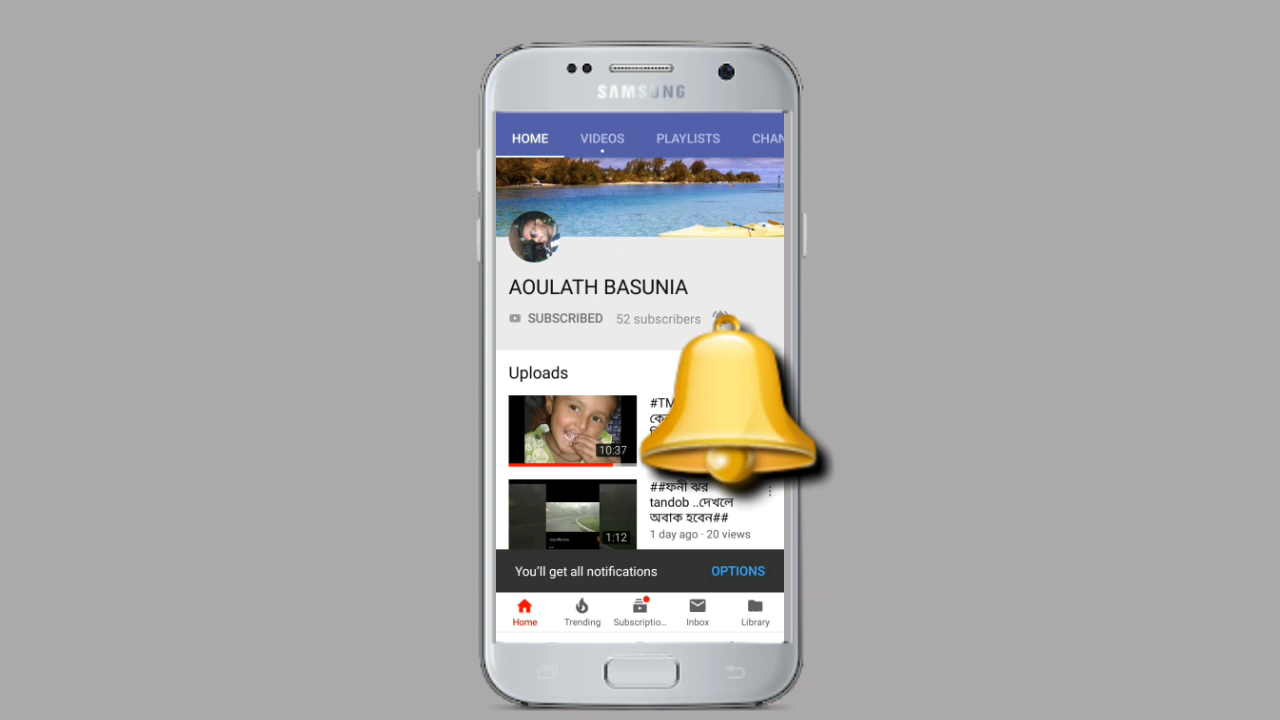 SAMSUNG
HOME VIDEOS PLAYLISTS CHAN
AOULATH BASUNIA
SUBSCRIBED 52 subscribers
Uploads
10:37
##ফনী ঝর
tandob ..দেখলে
অবাক হবেন##
1:12
1 day ago · 20 views
You'll get all notifications OPTIONS
Home Trending Subscriptio... Inbox Library